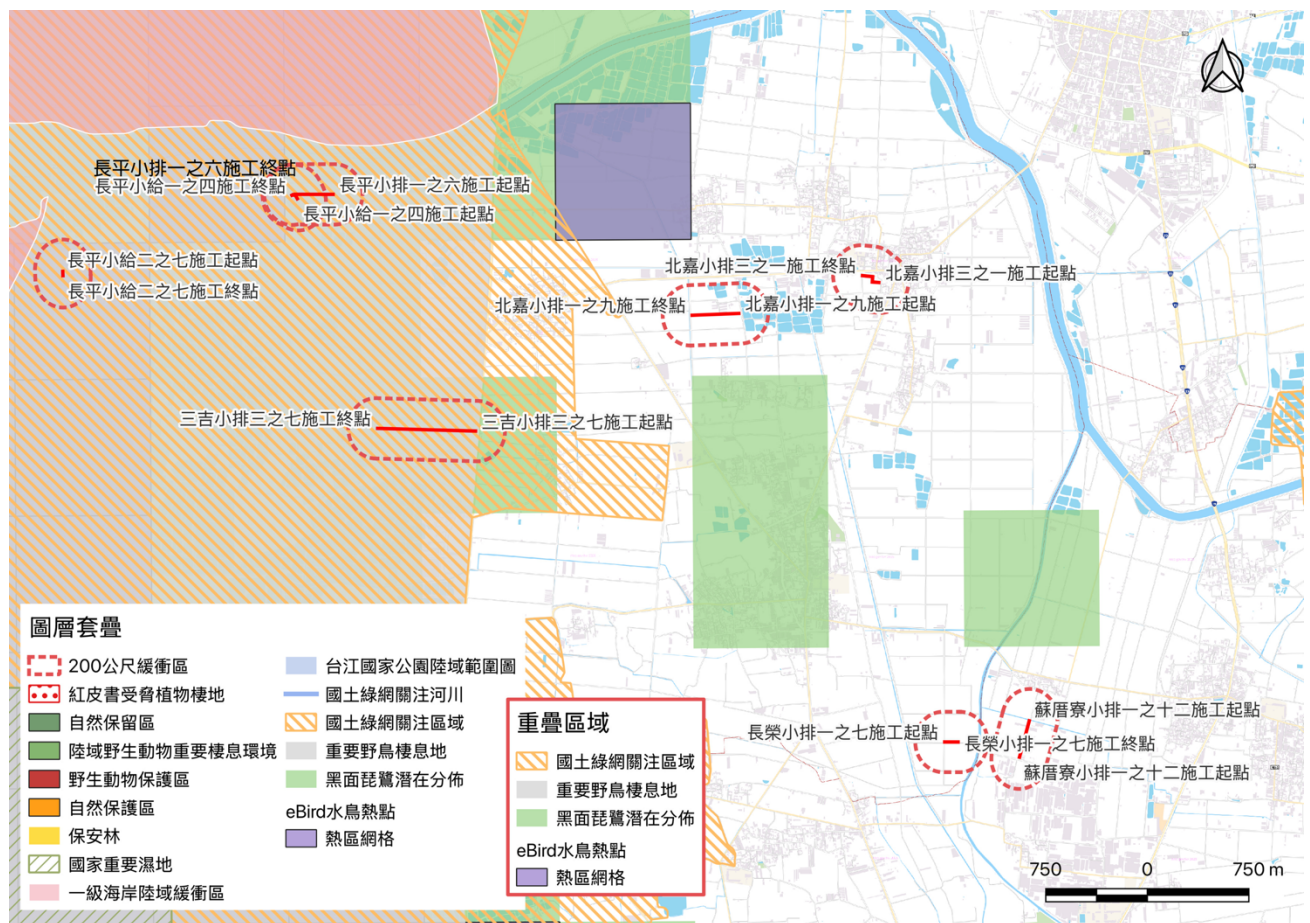 長平小排一之六施工終點
長平小給一之四施工終點
長平小排一之六施工起點
長平小給一之四施工起點
長平小給二之七施工起點
長平小給二之七施工終點
北嘉小排三之一施工終點
北嘉小排三之一施工起點
北嘉小排一之九施工終點
北嘉小排一之九施工起點
三吉小排三之七施工終點
三吉小排三之七施工起點
蘇厝寮小排一之十二施工終點
長榮小排一之七施工起點
長榮小排一之七施工終點
蘇厝寮小排一之十二施工起點
圖層套疊
200公尺緩衝區
紅皮書受脅植物棲地
自然保留區
陸域野生動物重要棲息環境
野生動物保護區
自然保護區
保安林
國家重要濕地
一級海岸陸域緩衝區
台江國家公園陸域範圍圖
國土綠網關注河川
國土綠網關注區域
重要野鳥棲息地
黑面琵鷺潛在分佈
eBird水鳥熱點
熱區網格
重疊區域
國土綠網關注區域
重要野鳥棲息地
黑面琵鷺潛在分佈
eBird水鳥熱點
熱區網格
750 0 750 m